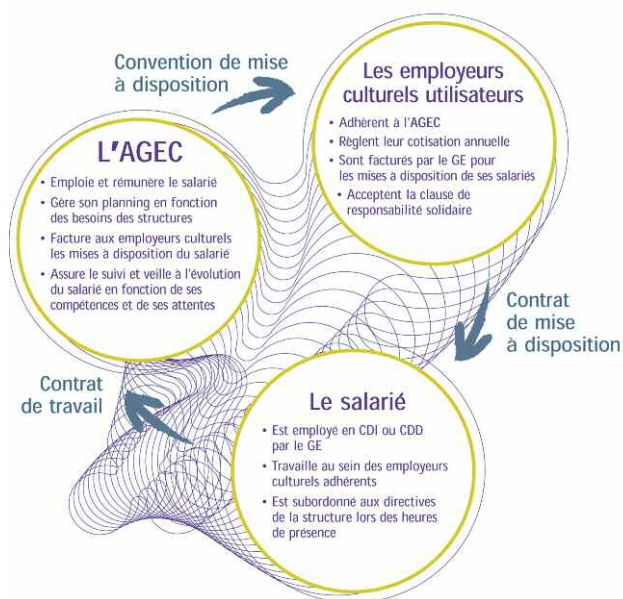 Convention de mise
à disposition
Les employeurs
culturels utilisateurs
• Adhèrent à l'AGEC
• Règlent leur cotisation annuelle
• Sont facturés par le GE pour
les mises à disposition de ses salariés
• Acceptent la clause de
responsabilité solidaire
L'AGEC
• Emploie et rémunère le salarié
• Gère son planning en fonction
des besoins des structures
• Facture aux employeurs culturels
les mises à disposition du salarié
• Assure le suivi et veille à l'évolution
du salarié en fonction de ses
compétences et de ses attentes
Contrat
de mise
à disposition
Contrat
de travail
Le salarié
• Est employé en CDI ou CDD
par le GE
• Travaille au sein des employeurs
culturels adhérents
• Est subordonné aux directives
de la structure lors des heures
de présence